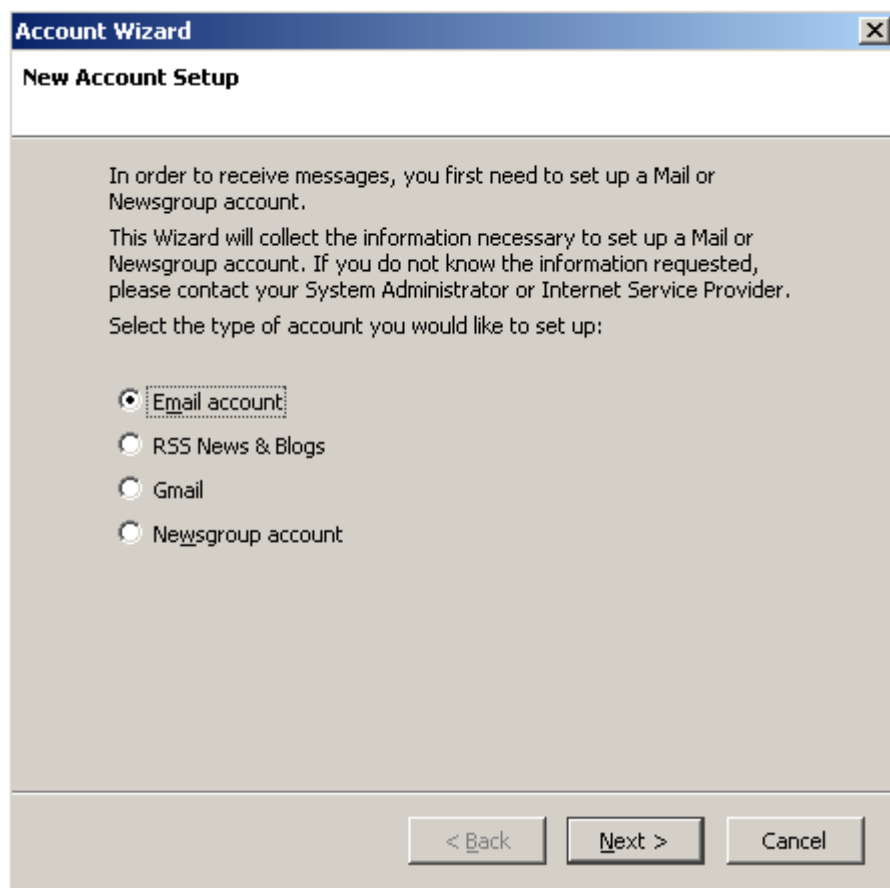 Account Wizard
New Account Setup
In order to receive messages, you first need to set up a Mail or
Newsgroup account.
This Wizard will collect the information necessary to set up a Mail or
Newsgroup account. If you do not know the information requested,
please contact your System Administrator or Internet Service Provider.
Select the type of account you would like to set up:
Email account
RSS News & Blogs
Gmail
Newsgroup account
< Back Next > Cancel